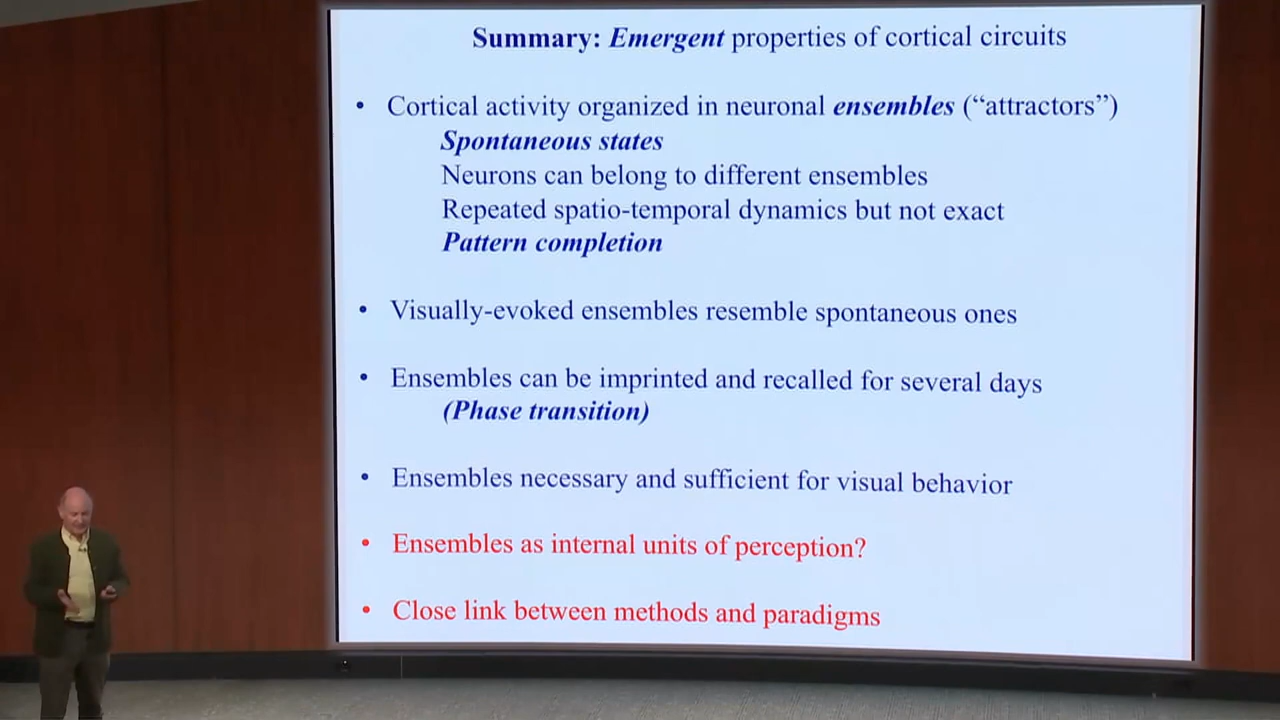 Summary: Emergent properties of cortical circuits
• Cortical activity organized in neuronal ensembles (“attractors”)
Spontaneous states
Neurons can belong to different ensembles
Repeated spatio-temporal dynamics but not exact
Pattern completion
• Visually-evoked ensembles resemble spontaneous ones
• Ensembles can be imprinted and recalled for several days
(Phase transition)
• Ensembles necessary and sufficient for visual behavior
• Ensembles as internal units of perception?
• Close link between methods and paradigms